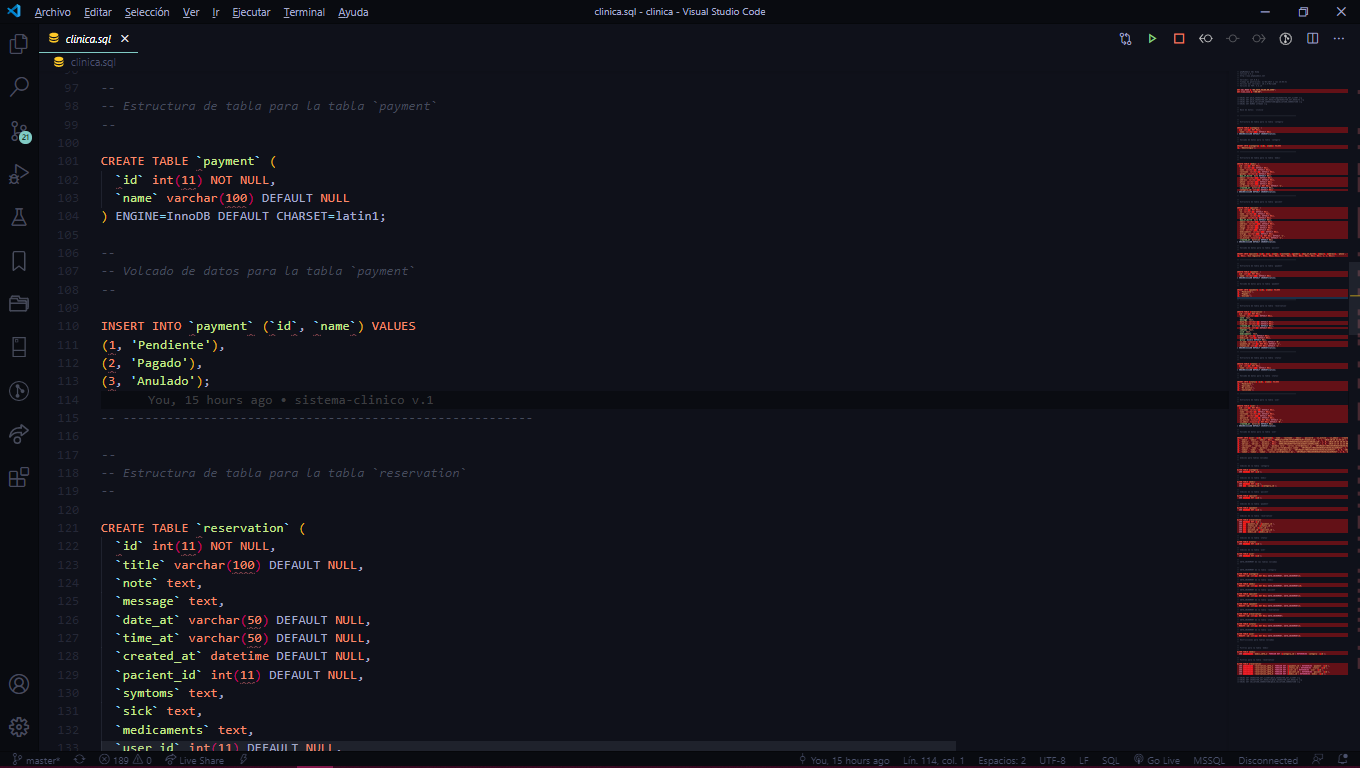 Archivo Editar Selección Ver Ir Ejecutar Terminal Ayuda
clinica.sql - clinica - Visual Studio Code
clinica.sql
clinica.sql
97 --
98 -- Estructura de tabla para la tabla `payment`
99 --
100
101 CREATE TABLE `payment` (
102 `id` int(11) NOT NULL,
103 `name` varchar(100) DEFAULT NULL
104 ) ENGINE=InnoDB DEFAULT CHARSET=latin1;
105
106 --
107 -- Volcado de datos para la tabla `payment`
108 --
109
110 INSERT INTO `payment` (`id`, `name`) VALUES
111 (1, 'Pendiente'),
112 (2, 'Pagado'),
113 (3, 'Anulado');
114 You, 15 hours ago • sistema-clinico v.1
115 -- --------------------------------------------------------
116
117 --
118 -- Estructura de tabla para la tabla `reservation`
119 --
120
121 CREATE TABLE `reservation` (
122 `id` int(11) NOT NULL,
123 `title` varchar(100) DEFAULT NULL,
124 `note` text,
125 `message` text,
126 `date_at` varchar(50) DEFAULT NULL,
127 `time_at` varchar(50) DEFAULT NULL,
128 `created_at` datetime DEFAULT NULL,
129 `pacient_id` int(11) DEFAULT NULL,
130 `symtoms` text,
131 `sick` text,
132 `medicaments` text,
133 `user_id` int(11) DEFAULT NULL,
21
master* 189 0 Live Share
You, 15 hours ago Lín. 114, col. 1 Espacios: 2 UTF-8 LF SQL Go Live MSSQL Disconnected